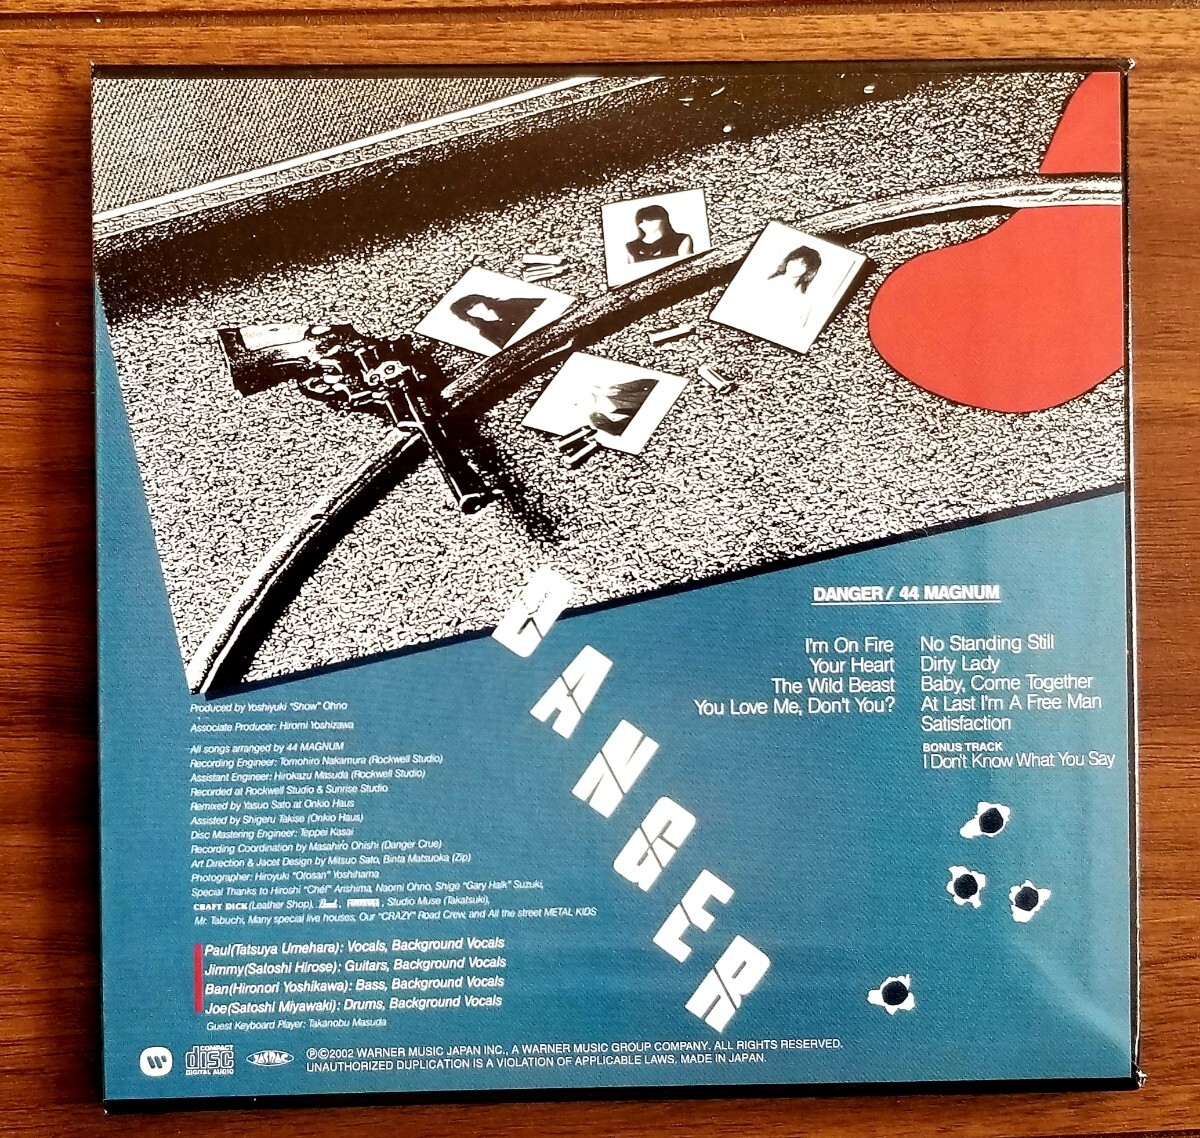 DANGER
DANGER / 44 MAGNUM
I'm On Fire
Your Heart
The Wild Beast
You Love Me, Don't You?
No Standing Still
Dirty Lady
Baby, Come Together
At Last I'm A Free Man
Satisfaction
BONUS TRACK
I Don't Know What You Say
Produced by Yoshiyuki "Show" Ohno
Associate Producer: Hiromi Yoshizawa
All songs arranged by 44 MAGNUM
Recording Engineer: Tomohiro Nakamura (Rockwell Studio)
Assistant Engineer: Hirokazu Masuda (Rockwell Studio)
Recorded at Rockwell Studio & Sunrise Studio
Remixed by Yasuo Sato at Onkio Haus
Assisted by Shigeru Takise (Onkio Haus)
Disc Mastering Engineer: Teppei Kasai
Recording Coordination by Masahiro Ohishi (Danger Crue)
Art Direction & Jacet Design by Mitsuo Sato, Binta Matsuoka (Zip)
Photographer: Hiroyuki "Otosan" Yoshihama
Special Thanks to Hiroshi "Chef" Arishima, Naomi Ohno, Shige "Gary Halk" Suzuki,
CRAFT DICK (Leather Shop), , Studio Muse (Takatsuki),
Mr. Tabuchi, Many special live houses, Our "CRAZY" Road Crew, and All the street METAL KIDS
Paul(Tatsuya Umehara): Vocals, Background Vocals
Jimmy(Satoshi Hirose): Guitars, Background Vocals
Ban(Hironori Yoshikawa): Bass, Background Vocals
Joe(Satoshi Miyawaki): Drums, Background Vocals
Guest Keyboard Player: Takanobu Masuda
COMPACT
disc
DIGITAL AUDIO
JASRAC
℗©2002 WARNER MUSIC JAPAN INC., A WARNER MUSIC GROUP COMPANY. ALL RIGHTS RESERVED.
UNAUTHORIZED DUPLICATION IS A VIOLATION OF APPLICABLE LAWS, MADE IN JAPAN.